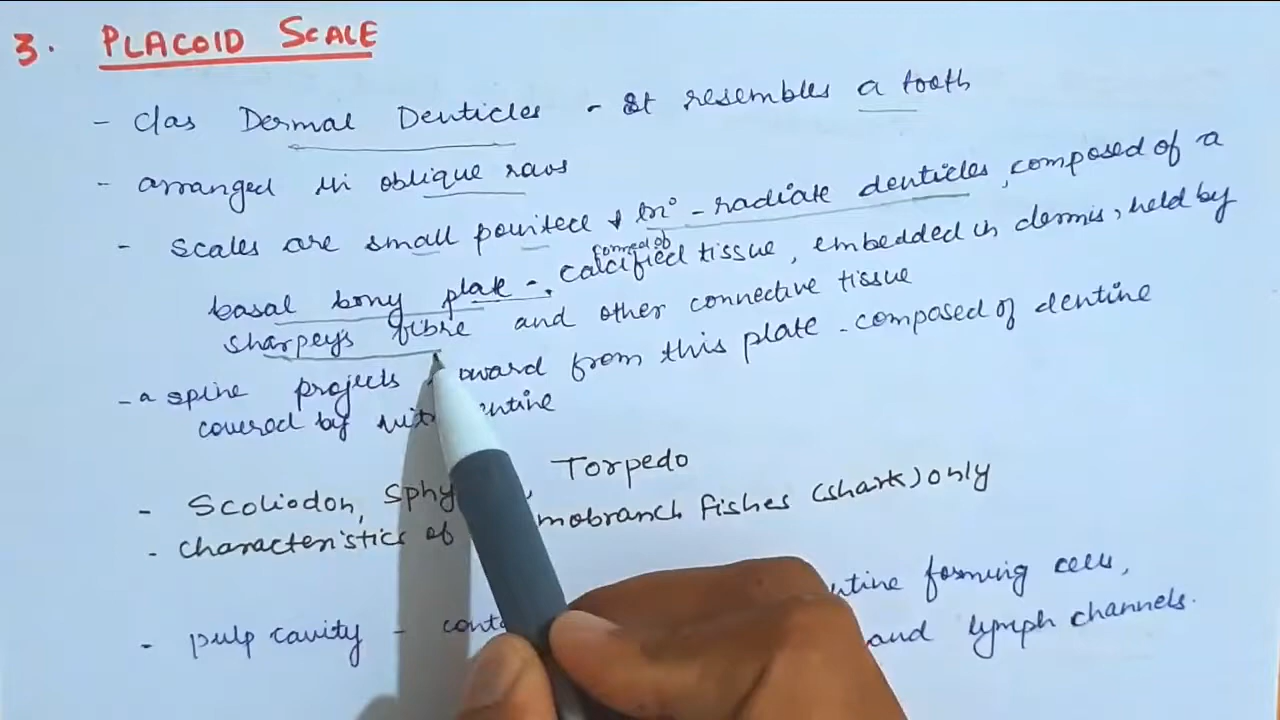 3. PLACOID SCALE
- Also Dermal Denticles - It resembles a tooth
- arranged in oblique rows
- scales are small pointed & - radiate denticles, composed of a
formed of
basal bony plate - calcified tissue, embedded in dermis, held by
sharpey's fibre and other connective tissue
- a spine projects from this plate - composed of dentine
covered by
- Scoliodon, Torpedo
- characteristics of fishes (shark) only
- pulp cavity - forming cells,
and lymph channels.